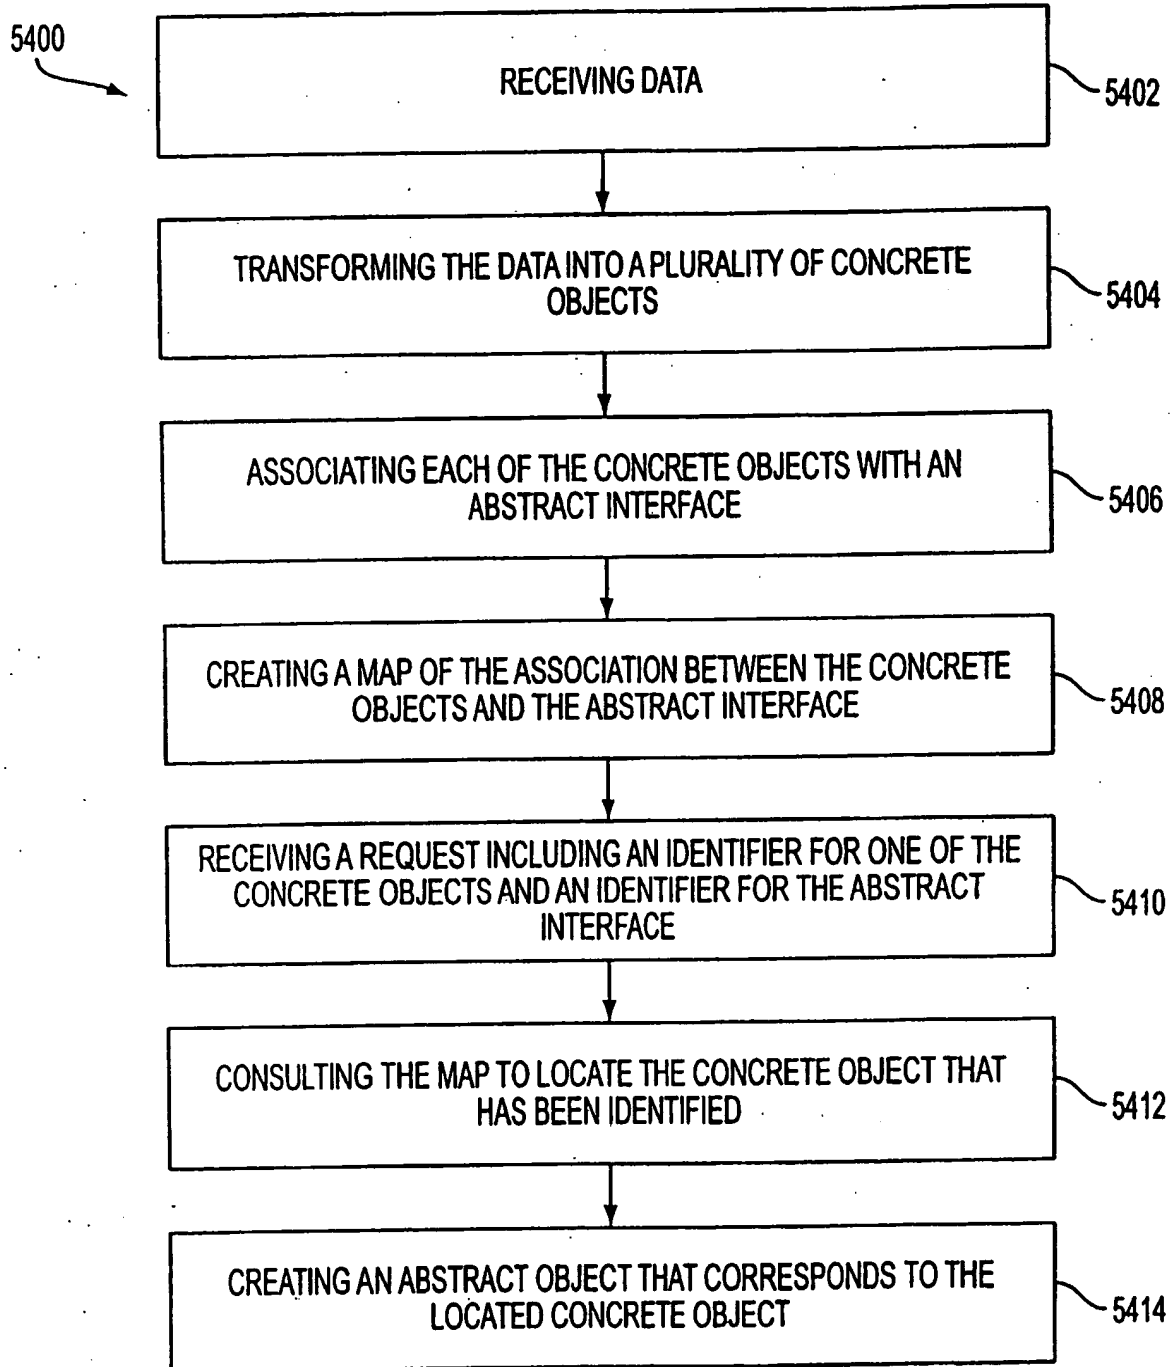 5400
RECEIVING DATA
5402
TRANSFORMING THE DATA INTO A PLURALITY OF CONCRETE
OBJECTS
5404
ASSOCIATING EACH OF THE CONCRETE OBJECTS WITH AN
ABSTRACT INTERFACE
5406
CREATING A MAP OF THE ASSOCIATION BETWEEN THE CONCRETE
OBJECTS AND THE ABSTRACT INTERFACE
5408
RECEIVING A REQUEST INCLUDING AN IDENTIFIER FOR ONE OF THE
CONCRETE OBJECTS AND AN IDENTIFIER FOR THE ABSTRACT
INTERFACE
5410
CONSULTING THE MAP TO LOCATE THE CONCRETE OBJECT THAT
HAS BEEN IDENTIFIED
5412
CREATING AN ABSTRACT OBJECT THAT CORRESPONDS TO THE
LOCATED CONCRETE OBJECT
5414